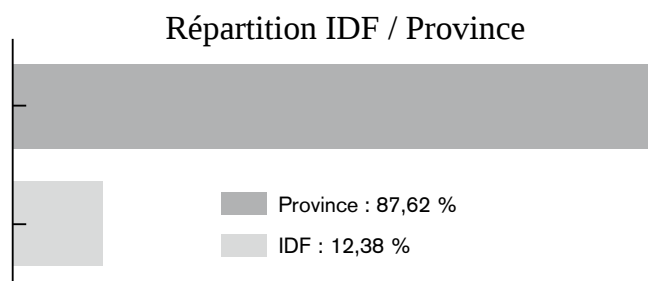 Répartition IDF / Province
Province : 87,62 %
IDF : 12,38 %